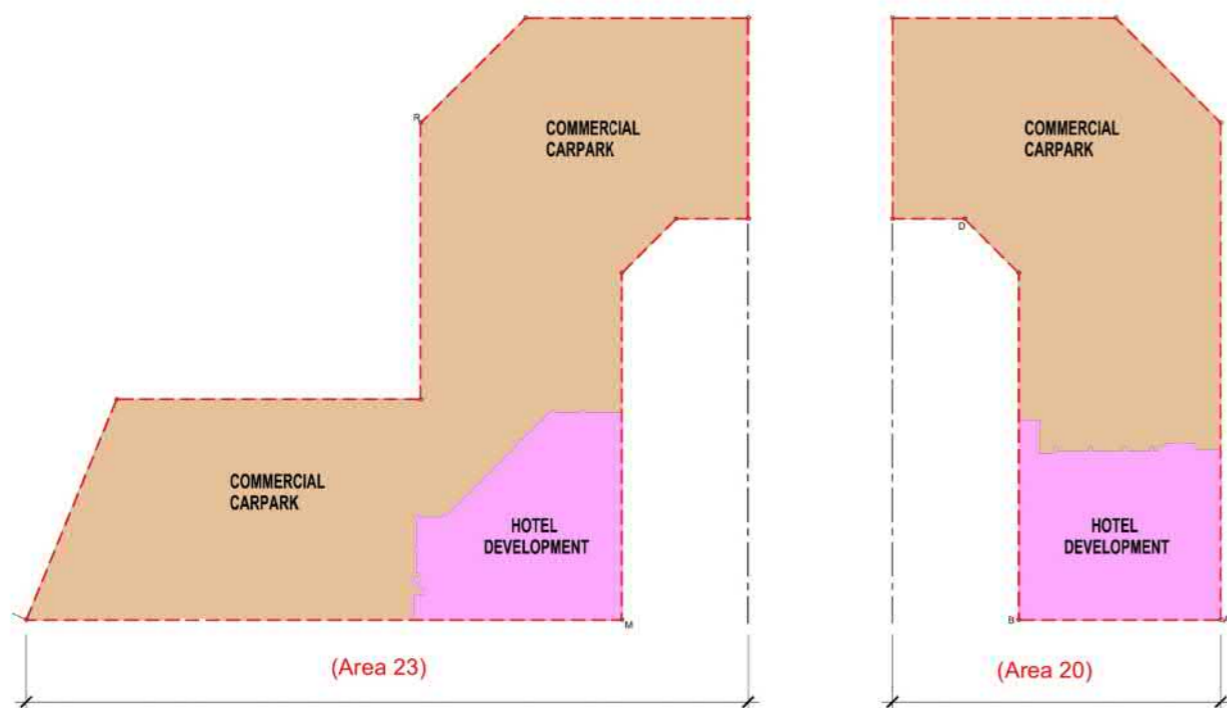 R
COMMERCIAL
CARPARK
COMMERCIAL
CARPARK
D
COMMERCIAL
CARPARK
HOTEL
DEVELOPMENT
HOTEL
DEVELOPMENT
M
B
A
(Area 23)
(Area 20)